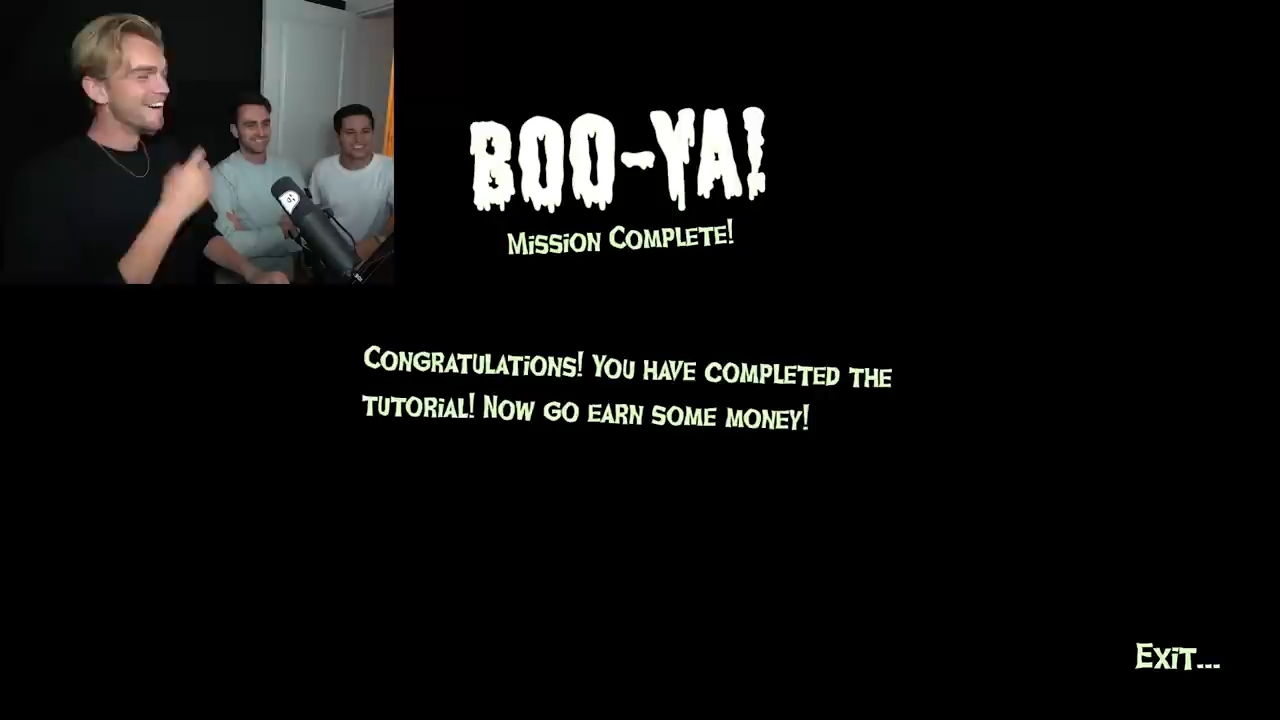 BOO-YA!
MISSION COMPLETE!
CONGRATULATIONS! YOU HAVE COMPLETED THE
TUTORIAL! NOW GO EARN SOME MONEY!
EXIT...